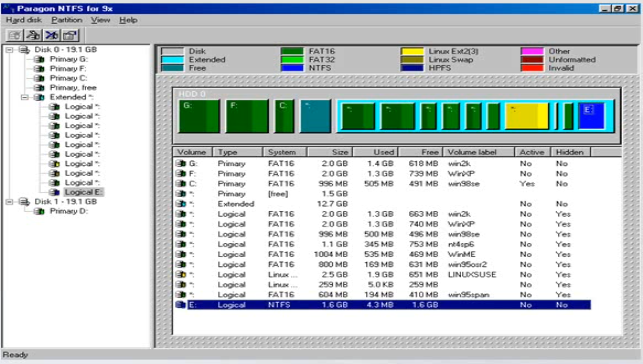 Paragon NTFS for 9x
Hard disk Partition View Help
Disk 0 - 19.1 GB
Primary G:
Primary F:
Primary C:
Primary, free
Extended *:
Logical *:
Logical *:
Logical *:
Logical *:
Logical *:
Logical *:
Logical *:
Logical *:
Logical E:
Disk 1 - 19.1 GB
Primary D:
Disk FAT16 Linux Ext2(3) Other
Extended FAT32 Linux Swap Unformatted
Free NTFS HPFS Invalid
HDD 0
G: F: C: *: *: *: *: *: *: *: E:
Volume Type System Size Used Free Volume label Active Hidden
G: Primary FAT16 2.0 GB 1.4 GB 618 MB win2k No No
F: Primary FAT16 2.0 GB 1.3 GB 739 MB WinXP No No
C: Primary FAT16 996 MB 505 MB 491 MB win98se Yes No
*: Primary [free] 1.5 GB
*: Extended 12.7 GB No No
*: Logical FAT16 2.0 GB 1.3 GB 663 MB win2k No Yes
*: Logical FAT16 2.0 GB 1.3 GB 740 MB WinXP No Yes
*: Logical FAT16 996 MB 500 MB 496 MB win98se No Yes
*: Logical FAT16 1.1 GB 345 MB 753 MB nt4sp6 No Yes
*: Logical FAT16 1004 MB 535 MB 469 MB WinME No Yes
*: Logical FAT16 800 MB 169 MB 631 MB win95osr2 No Yes
*: Logical Linux ... 2.5 GB 1.9 GB 651 MB LINUXSUSE No Yes
*: Logical Linux ... 259 MB 5.0 KB 259 MB No Yes
*: Logical FAT16 604 MB 194 MB 410 MB win95span No Yes
E: Logical NTFS 1.6 GB 4.3 MB 1.6 GB No No
Ready